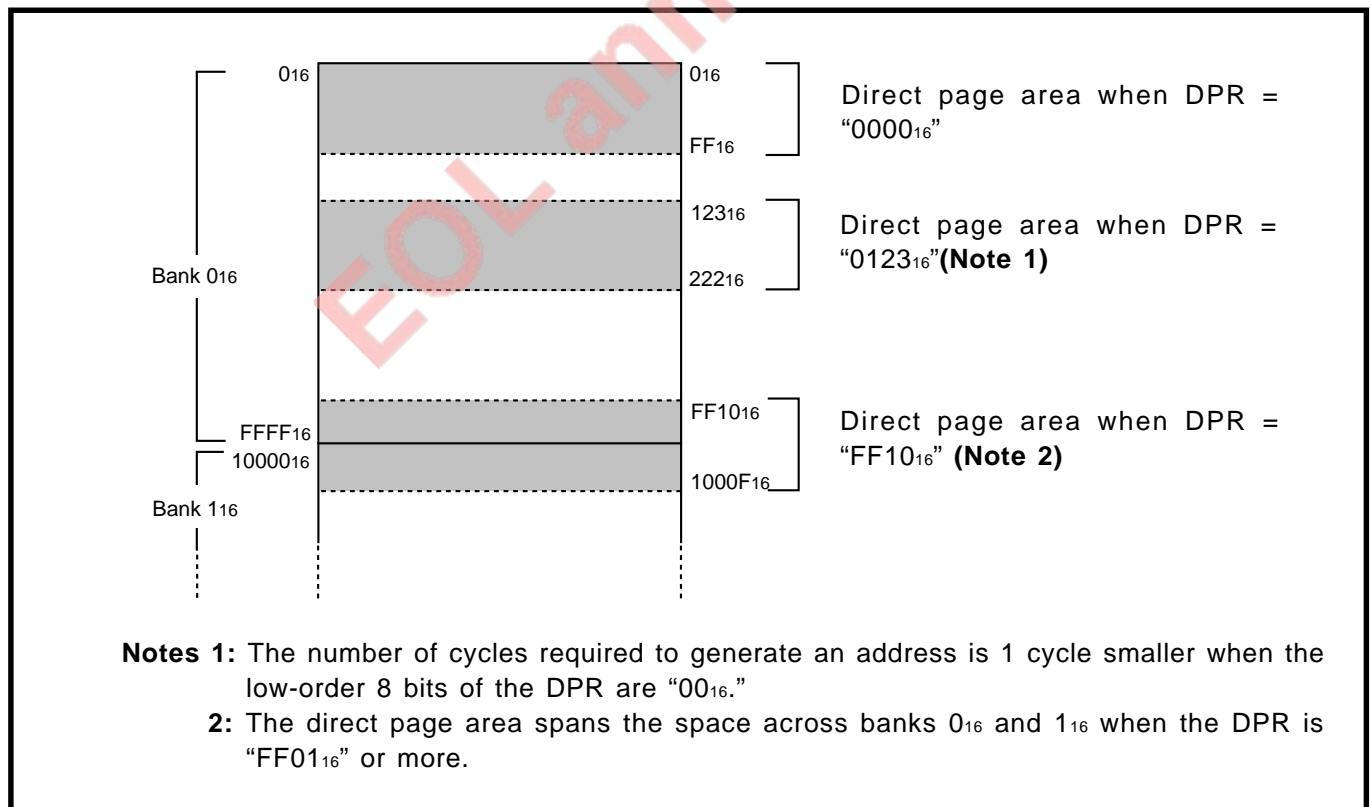 EOL ann
0₁₆
0₁₆
Direct page area when DPR =
“0000₁₆”
FF₁₆
123₁₆
Direct page area when DPR =
“0123₁₆”(Note 1)
Bank 0₁₆
222₁₆
FF10₁₆
Direct page area when DPR =
“FF10₁₆” (Note 2)
FFFF₁₆
10000₁₆
1000F₁₆
Bank 1₁₆
Notes 1: The number of cycles required to generate an address is 1 cycle smaller when the
low-order 8 bits of the DPR are “00₁₆.”
2: The direct page area spans the space across banks 0₁₆ and 1₁₆ when the DPR is
“FF01₁₆” or more.